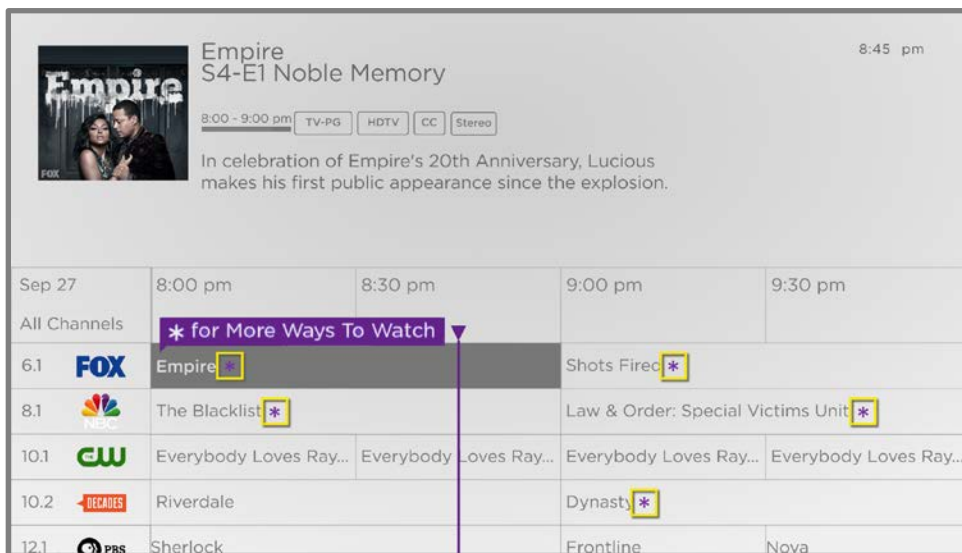 Empire
FOX
Empire
S4-E1 Noble Memory
8:45 pm
8:00 - 9:00 pm TV-PG HDTV CC Stereo
In celebration of Empire's 20th Anniversary, Lucious
makes his first public appearance since the explosion.
Sep 27 8:00 pm 8:30 pm 9:00 pm 9:30 pm
All Channels
* for More Ways To Watch
6.1 FOX Empire * Shots Fired *
8.1 NBC The Blacklist * Law & Order: Special Victims Unit *
10.1 THE CW Everybody Loves Ray... Everybody Loves Ray... Everybody Loves Ray... Everybody Loves Ray...
10.2 DECADES Riverdale Dynasty *
12.1 PBS Sherlock Frontline Nova